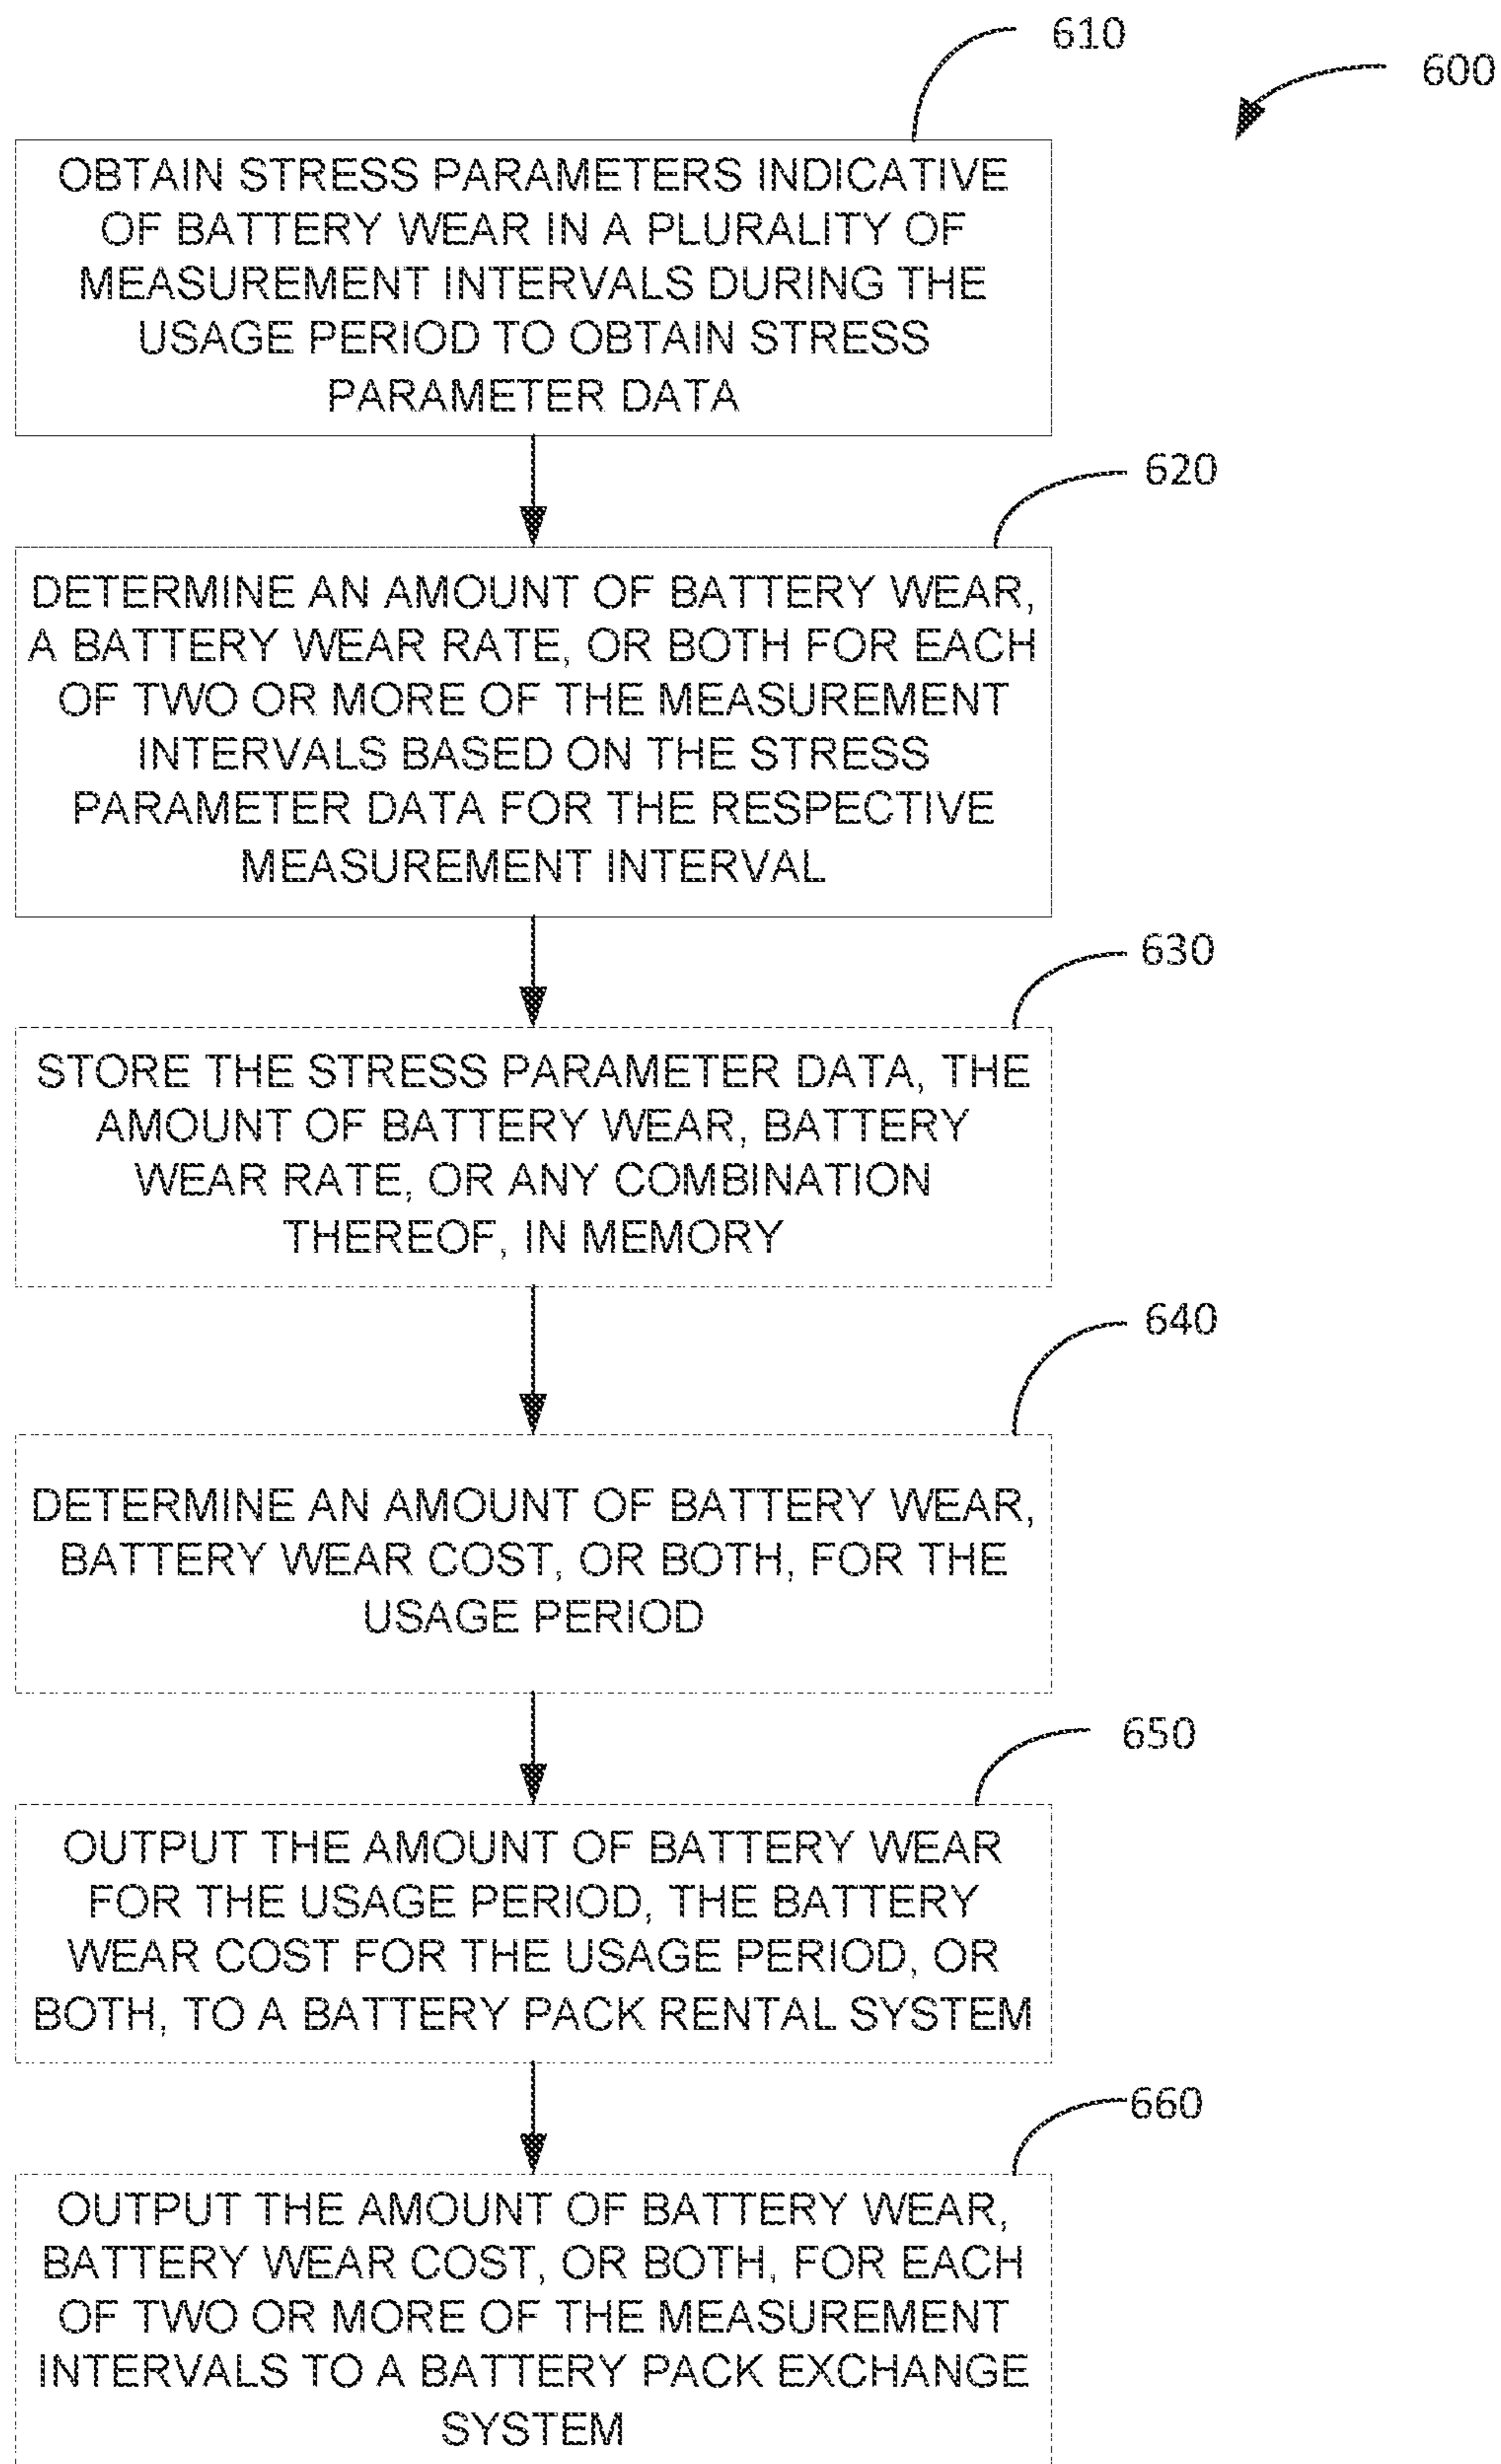 610
600
OBTAIN STRESS PARAMETERS INDICATIVE
OF BATTERY WEAR IN A PLURALITY OF
MEASUREMENT INTERVALS DURING THE
USAGE PERIOD TO OBTAIN STRESS
PARAMETER DATA
620
DETERMINE AN AMOUNT OF BATTERY WEAR,
A BATTERY WEAR RATE, OR BOTH FOR EACH
OF TWO OR MORE OF THE MEASUREMENT
INTERVALS BASED ON THE STRESS
PARAMETER DATA FOR THE RESPECTIVE
MEASUREMENT INTERVAL
630
STORE THE STRESS PARAMETER DATA, THE
AMOUNT OF BATTERY WEAR, BATTERY
WEAR RATE, OR ANY COMBINATION
THEREOF, IN MEMORY
640
DETERMINE AN AMOUNT OF BATTERY WEAR,
BATTERY WEAR COST, OR BOTH, FOR THE
USAGE PERIOD
650
OUTPUT THE AMOUNT OF BATTERY WEAR
FOR THE USAGE PERIOD, THE BATTERY
WEAR COST FOR THE USAGE PERIOD, OR
BOTH, TO A BATTERY PACK RENTAL SYSTEM
660
OUTPUT THE AMOUNT OF BATTERY WEAR,
BATTERY WEAR COST, OR BOTH, FOR EACH
OF TWO OR MORE OF THE MEASUREMENT
INTERVALS TO A BATTERY PACK EXCHANGE
SYSTEM